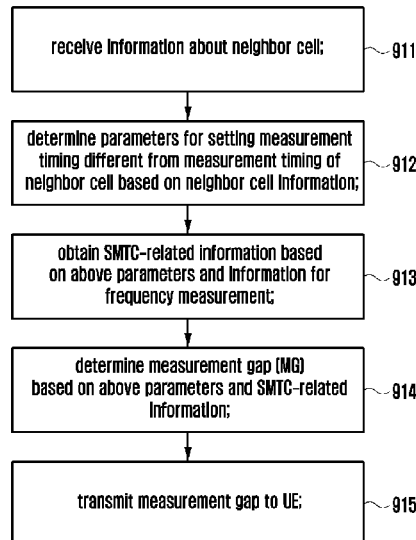 receive information about neighbor cell;
911
determine parameters for setting measurement
timing different from measurement timing of
neighbor cell based on neighbor cell information;
912
obtain SMTC-related information based
on above parameters and information for
frequency measurement;
913
determine measurement gap (MG)
based on above parameters and SMTC-related
information;
914
transmit measurement gap to UE;
915